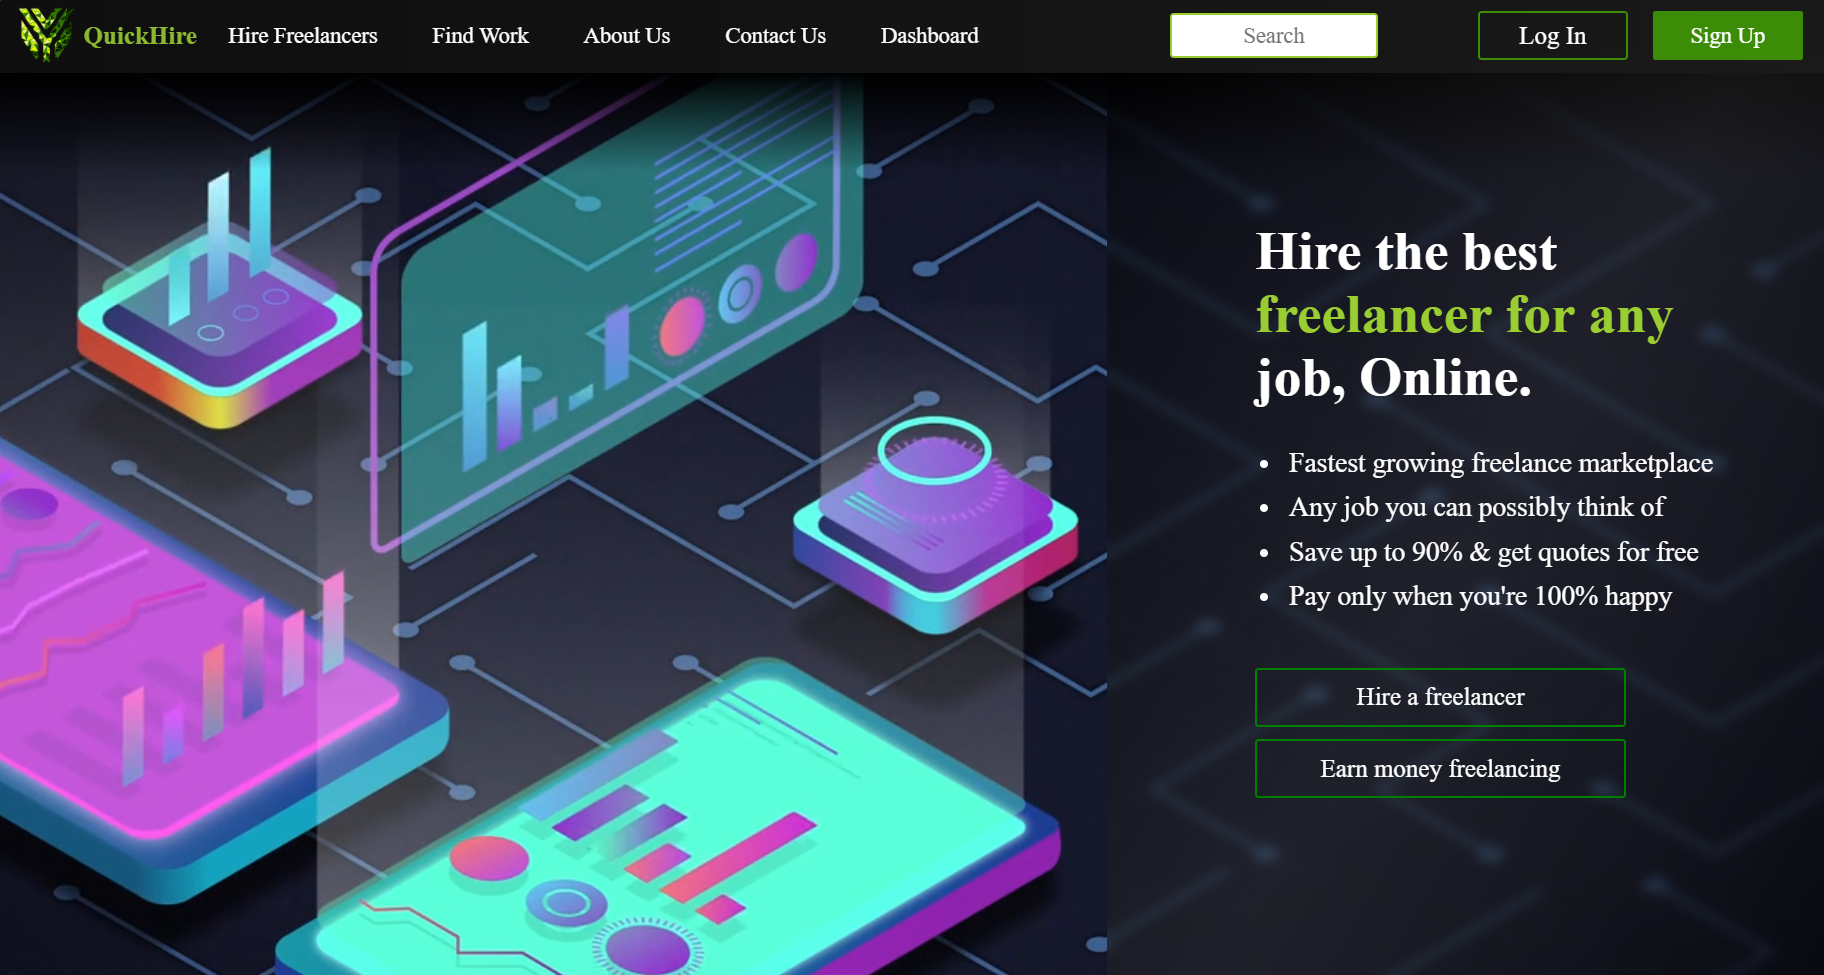 QuickHire
Hire Freelancers
Find Work
About Us
Contact Us
Dashboard
Search
Log In
Sign Up
Hire the best
freelancer for any
job, Online.
• Fastest growing freelance marketplace
• Any job you can possibly think of
• Save up to 90% & get quotes for free
• Pay only when you're 100% happy
Hire a freelancer
Earn money freelancing